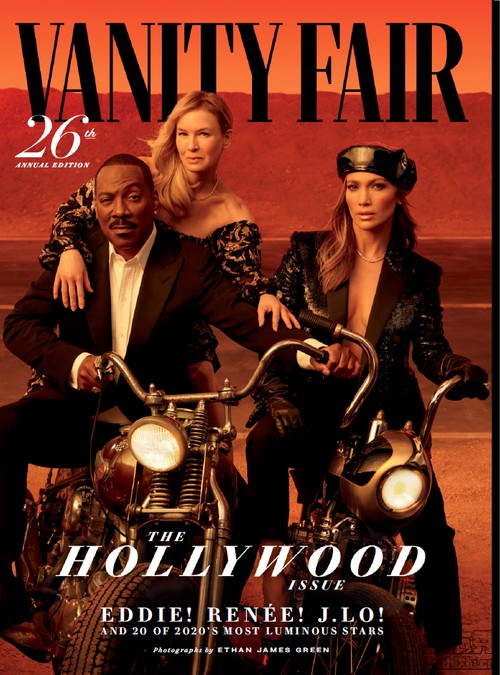 VANITY FAIR
26th
ANNUAL EDITION
THE
HOLLYWOOD
ISSUE
EDDIE! RENÉE! J.LO!
AND 20 OF 2020'S MOST LUMINOUS STARS
Photographs by ETHAN JAMES GREEN